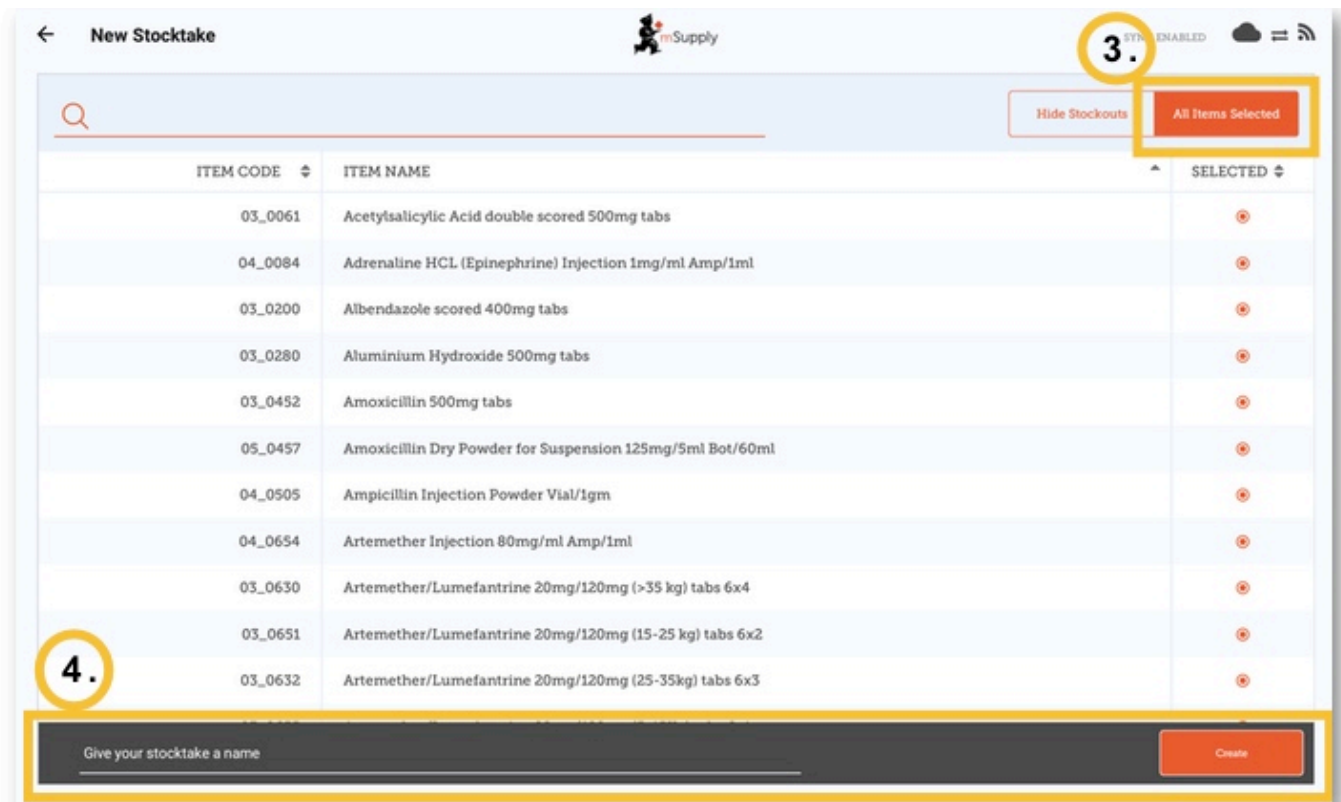 New Stocktake
mSupply
SYN ENABLED
3.
Hide Stockouts
All Items Selected
ITEM CODE ITEM NAME SELECTED
03_0061 Acetylsalicylic Acid double scored 500mg tabs
04_0084 Adrenaline HCL (Epinephrine) Injection 1mg/ml Amp/1ml
03_0200 Albendazole scored 400mg tabs
03_0280 Aluminium Hydroxide 500mg tabs
03_0452 Amoxicillin 500mg tabs
05_0457 Amoxicillin Dry Powder for Suspension 125mg/5ml Bot/60ml
04_0505 Ampicillin Injection Powder Vial/1gm
04_0654 Artemether Injection 80mg/ml Amp/1ml
03_0630 Artemether/Lumefantrine 20mg/120mg (>35 kg) tabs 6x4
03_0651 Artemether/Lumefantrine 20mg/120mg (15-25 kg) tabs 6x2
4.
03_0632 Artemether/Lumefantrine 20mg/120mg (25-35kg) tabs 6x3
Give your stocktake a name
Create